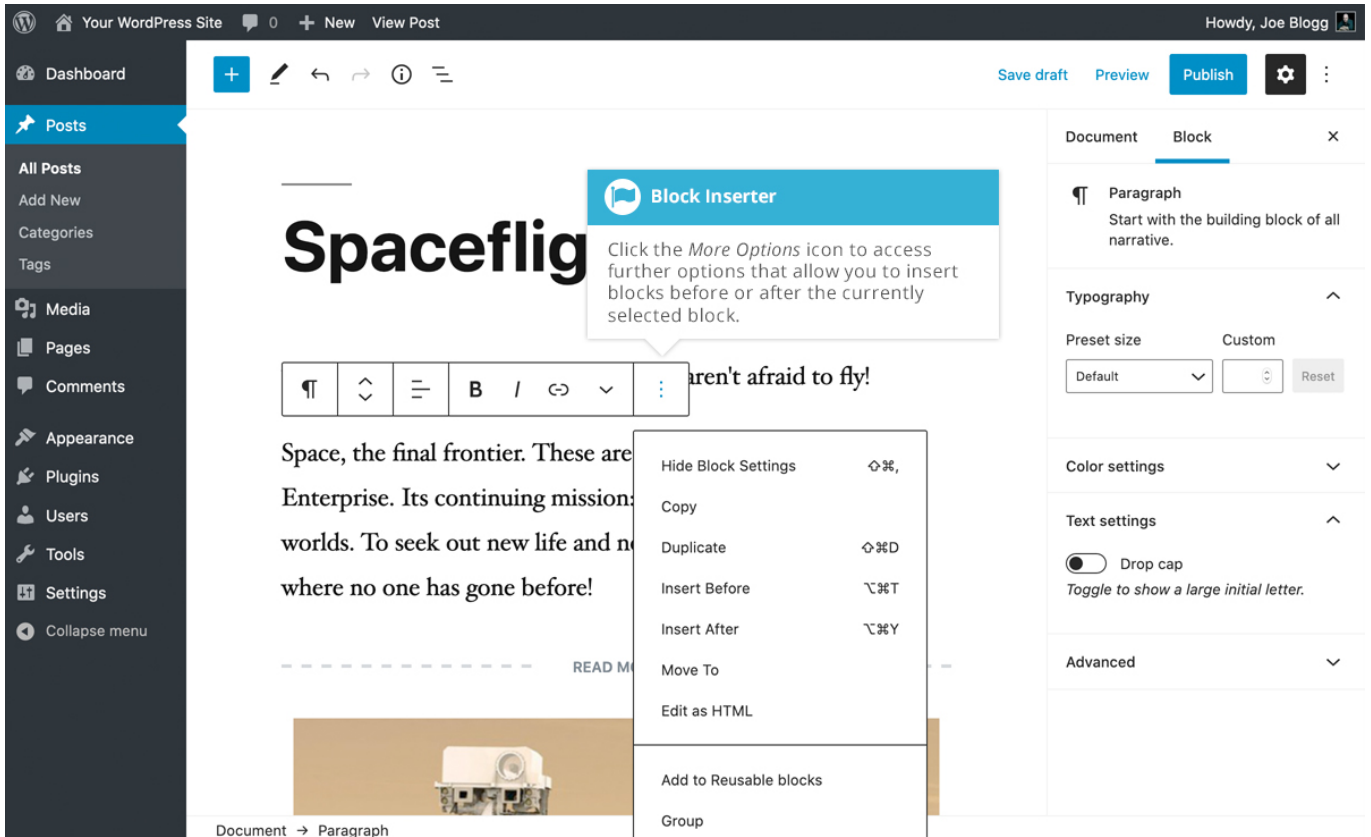 Your WordPress Site 0 New View Post Howdy, Joe Blogg
Dashboard
Posts
All Posts
Add New
Categories
Tags
Media
Pages
Comments
Appearance
Plugins
Users
Tools
Settings
Collapse menu
Save draft Preview Publish
Spaceflig
Block Inserter
Click the More Options icon to access
further options that allow you to insert
blocks before or after the currently
selected block.
aren't afraid to fly!
B I
Space, the final frontier. These are
Enterprise. Its continuing mission:
worlds. To seek out new life and n
where no one has gone before!
READ M
Hide Block Settings ⇧⌘,
Copy
Duplicate ⇧⌘D
Insert Before ⌥⌘T
Insert After ⌥⌘Y
Move To
Edit as HTML
Add to Reusable blocks
Group
Document → Paragraph
Document Block
¶ Paragraph
Start with the building block of all
narrative.
Typography
Preset size Custom
Default Reset
Color settings
Text settings
Drop cap
Toggle to show a large initial letter.
Advanced